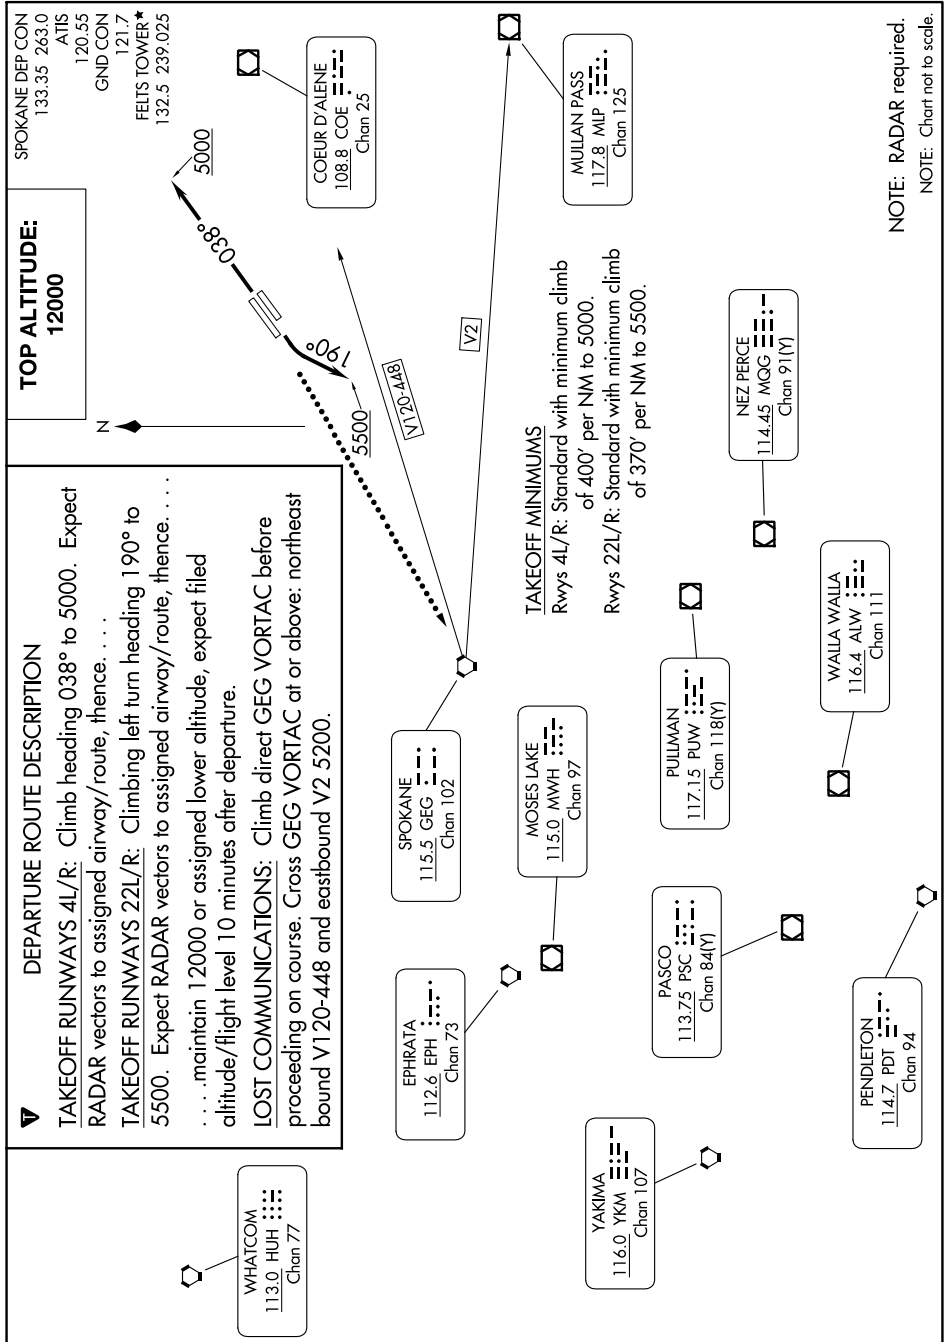 SPOKANE DEP CON
133.35 263.0
ATIS
120.55
GND CON
121.7
FELTS TOWER★
132.5 239.025
TOP ALTITUDE:
12000
DEPARTURE ROUTE DESCRIPTION
TAKEOFF RUNWAYS 4L/R: Climb heading 038° to 5000. Expect
RADAR vectors to assigned airway/route, thence. . . .
TAKEOFF RUNWAYS 22L/R: Climbing left turn heading 190° to
5500. Expect RADAR vectors to assigned airway/route, thence. . . .
. . . .maintain 12000 or assigned lower altitude, expect filed
altitude/flight level 10 minutes after departure.
LOST COMMUNICATIONS: Climb direct GEG VORTAC before
proceeding on course. Cross GEG VORTAC at or above: northeast
bound V120-448 and eastbound V2 5200.
N
5000
038°
190°
5500
V120-448
V2
COEUR D'ALENE
108.8 COE
Chan 25
MULLAN PASS
117.8 MLP
Chan 125
TAKEOFF MINIMUMS
Rwys 4L/R: Standard with minimum climb
of 400' per NM to 5000.
Rwys 22L/R: Standard with minimum climb
of 370' per NM to 5500.
WHATCOM
113.0 HUH
Chan 77
EPHRATA
112.6 EPH
Chan 73
SPOKANE
115.5 GEG
Chan 102
MOSES LAKE
115.0 MWH
Chan 97
YAKIMA
116.0 YKM
Chan 107
PASCO
113.75 PSC
Chan 84(Y)
PULLMAN
117.15 PUW
Chan 118(Y)
NEZ PERCE
114.45 MQG
Chan 91(Y)
WALLA WALLA
116.4 ALW
Chan 111
PENDLETON
114.7 PDT
Chan 94
NOTE: RADAR required.
NOTE: Chart not to scale.
T